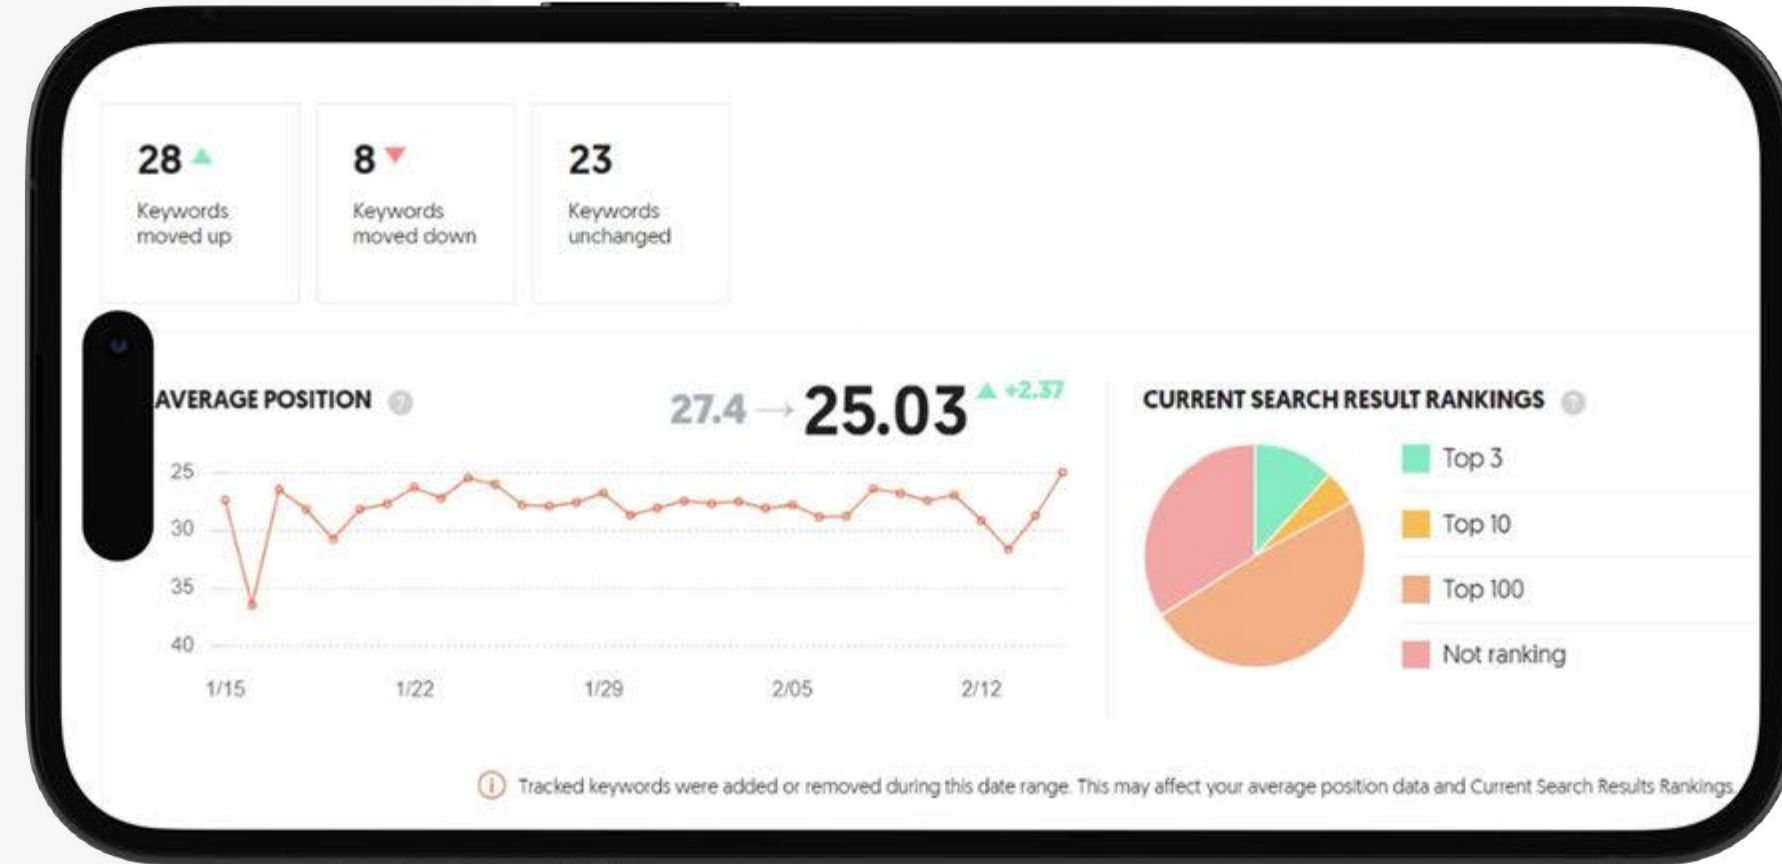 28
Keywords
moved up
8
Keywords
moved down
23
Keywords
unchanged
AVERAGE POSITION ?
27.4 → 25.03 +2.37
25
30
35
40
1/15 1/22 1/29 2/05 2/12
CURRENT SEARCH RESULT RANKINGS ?
Top 3
Top 10
Top 100
Not ranking
i Tracked keywords were added or removed during this date range. This may affect your average position data and Current Search Results Rankings.